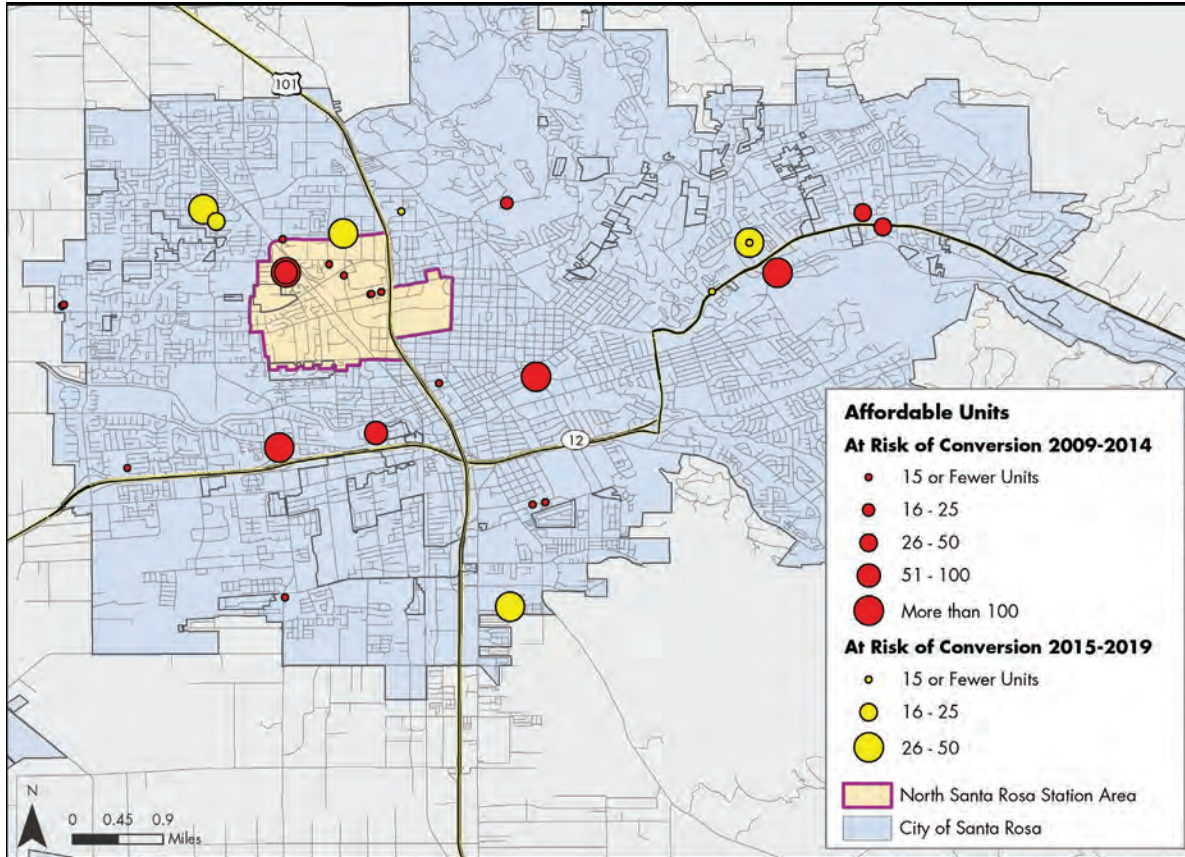 101
12
Affordable Units
At Risk of Conversion 2009-2014
15 or Fewer Units
16 - 25
26 - 50
51 - 100
More than 100
At Risk of Conversion 2015-2019
15 or Fewer Units
16 - 25
26 - 50
North Santa Rosa Station Area
City of Santa Rosa
N
0 0.45 0.9
Miles